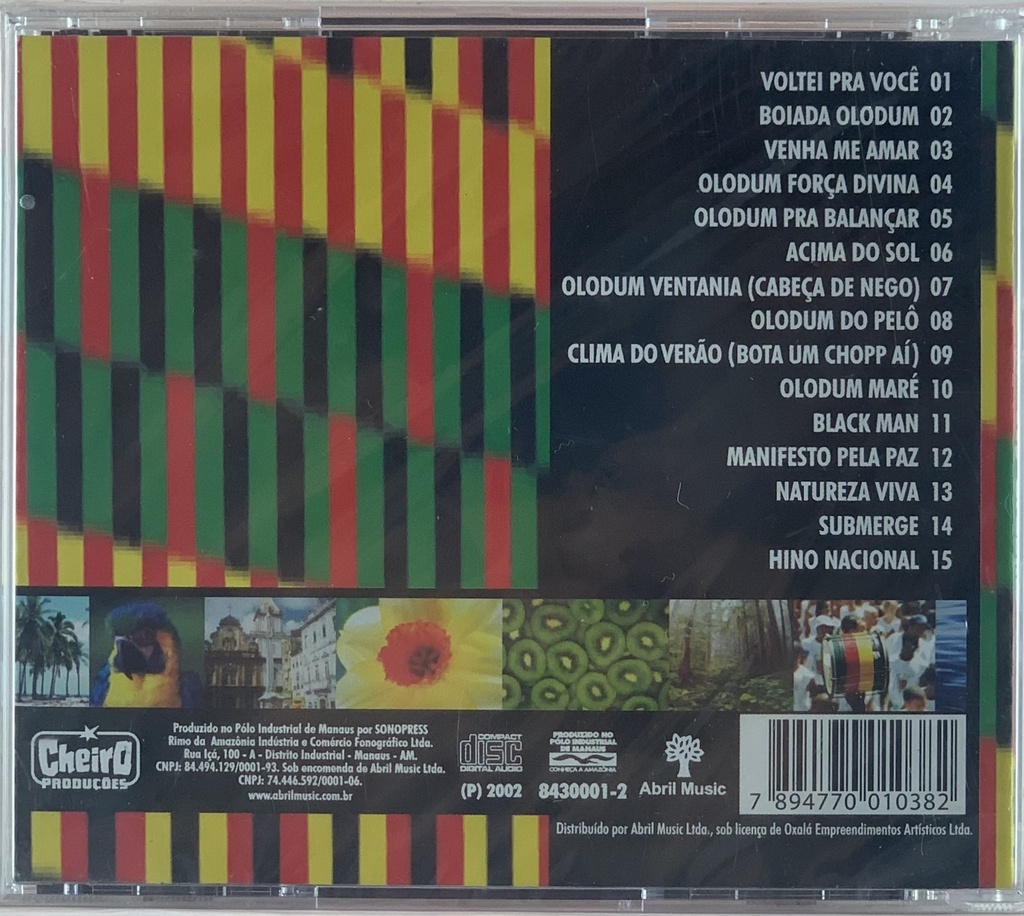 VOLTEI PRA VOCÊ 01
BOIADA OLODUM 02
VENHA ME AMAR 03
OLODUM FORÇA DIVINA 04
OLODUM PRA BALANÇAR 05
ACIMA DO SOL 06
OLODUM VENTANIA (CABEÇA DE NEGO) 07
OLODUM DO PELÔ 08
CLIMA DO VERÃO (BOTA UM CHOPP AÍ) 09
OLODUM MARÉ 10
BLACK MAN 11
MANIFESTO PELA PAZ 12
NATUREZA VIVA 13
SUBMERGE 14
HINO NACIONAL 15
Cheiro
PRODUÇÕES
Produzido no Pólo Industrial de Manaus por SONOPRESS
Rimo da Amazônia Indústria e Comércio Fonográfico Ltda.
Rua Içá, 100 - A - Distrito Industrial - Manaus - AM.
CNPJ: 84.494.129/0001-93. Sob encomenda de Abril Music Ltda.
CNPJ: 74.446.592/0001-06.
www.abrilmusic.com.br
COMPACT
disc
DIGITAL AUDIO
(P) 2002
PRODUZIDO NO
PÓLO INDUSTRIAL
DE MANAUS
CONHEÇA A AMAZÔNIA
8430001-2
Abril Music
7 894770 010382
Distribuído por Abril Music Ltda., sob licença de Oxalá Empreendimentos Artísticos Ltda.